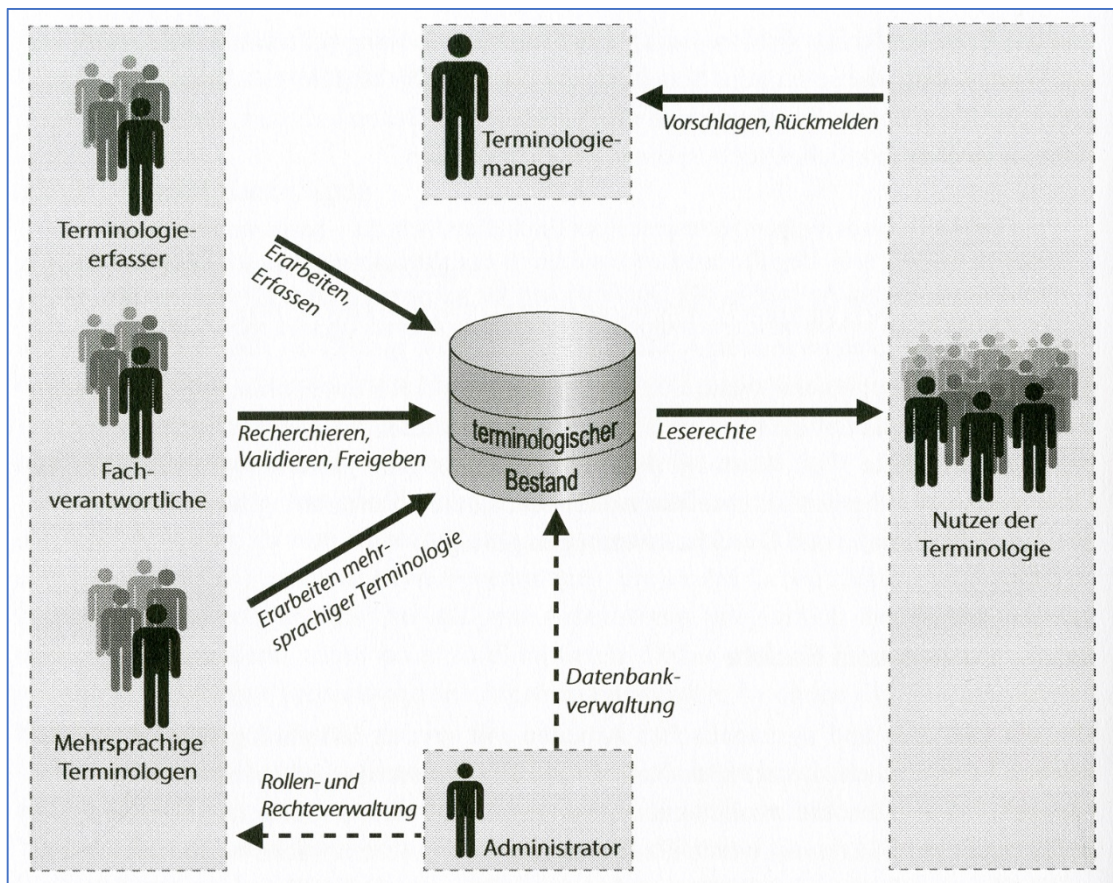 Terminologie-
manager
Vorschlagen, Rückmelden
Terminologie-
erfasser
Erarbeiten,
Erfassen
Fach-
verantwortliche
Recherchieren,
Validieren, Freigeben
terminologischer
Bestand
Leserechte
Nutzer der
Terminologie
Mehrsprachige
Terminologen
Erarbeiten mehr-
sprachiger Terminologie
Datenbank-
verwaltung
Rollen- und
Rechteverwaltung
Administrator